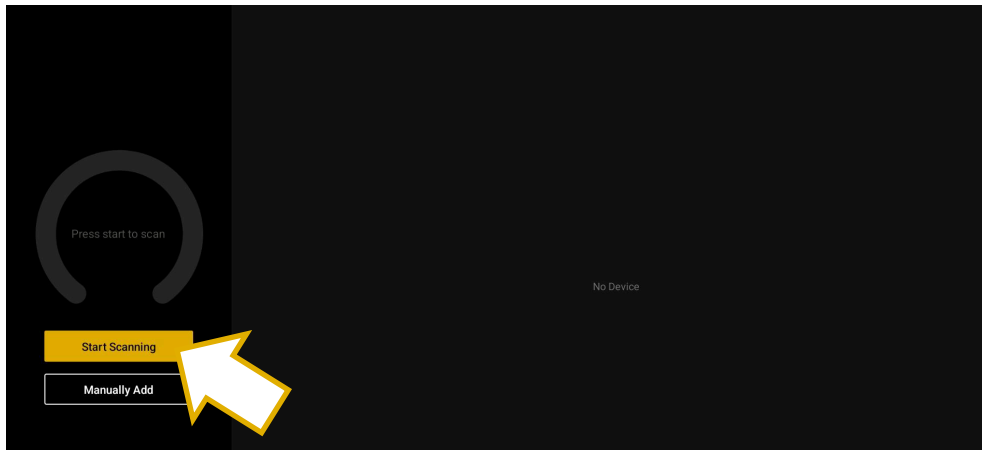 Press start to scan
No Device
Start Scanning
Manually Add